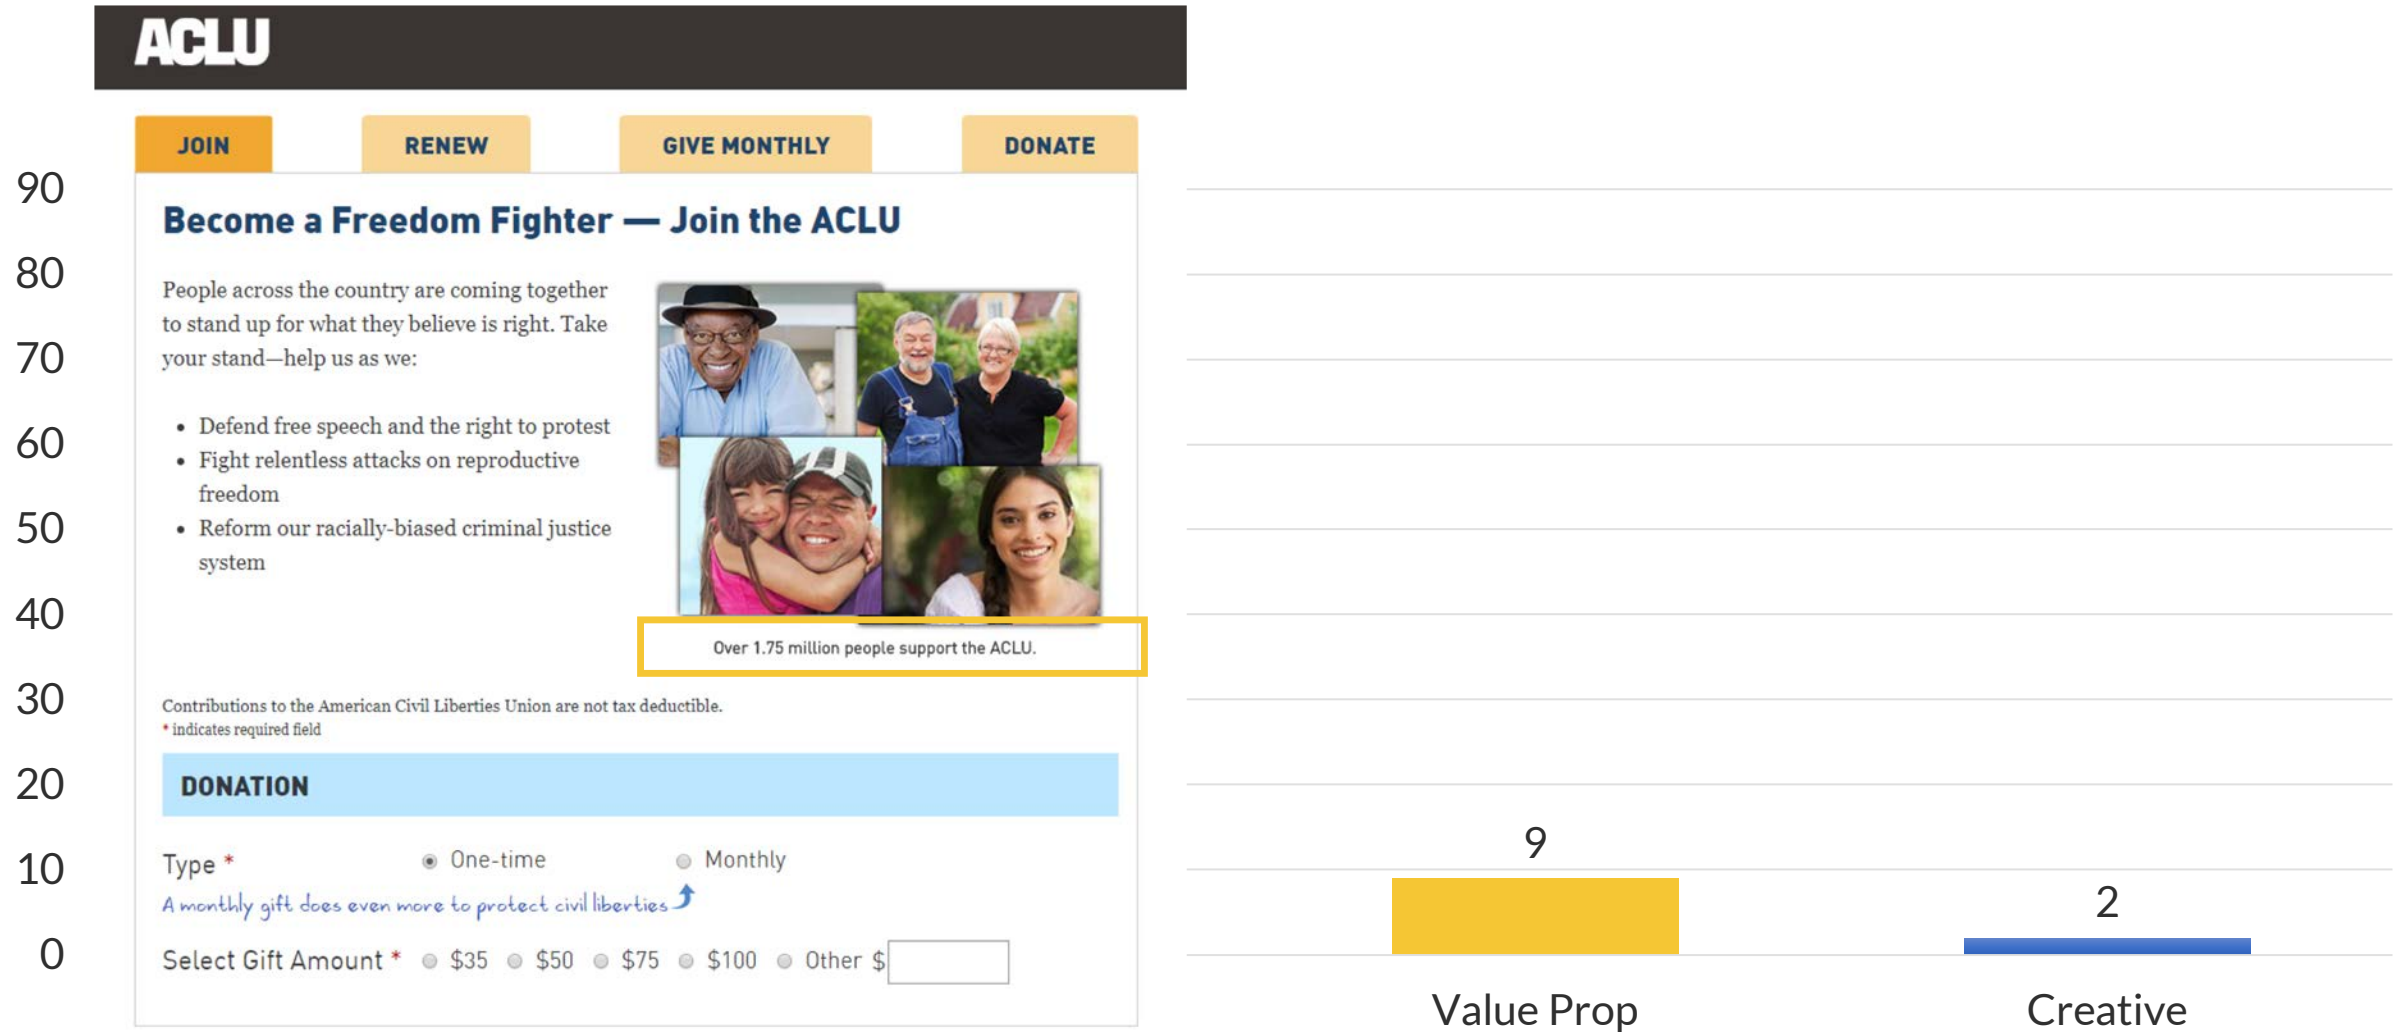 ACLU
JOIN
RENEW
GIVE MONTHLY
DONATE
Become a Freedom Fighter — Join the ACLU
People across the country are coming together
to stand up for what they believe is right. Take
your stand—help us as we:
• Defend free speech and the right to protest
• Fight relentless attacks on reproductive
freedom
• Reform our racially-biased criminal justice
system
Over 1.75 million people support the ACLU.
Contributions to the American Civil Liberties Union are not tax deductible.
* indicates required field
DONATION
Type * One-time Monthly
A monthly gift does even more to protect civil liberties
Select Gift Amount * $35 $50 $75 $100 Other $
90
80
70
60
50
40
30
20
10
0
9
2
Value Prop
Creative